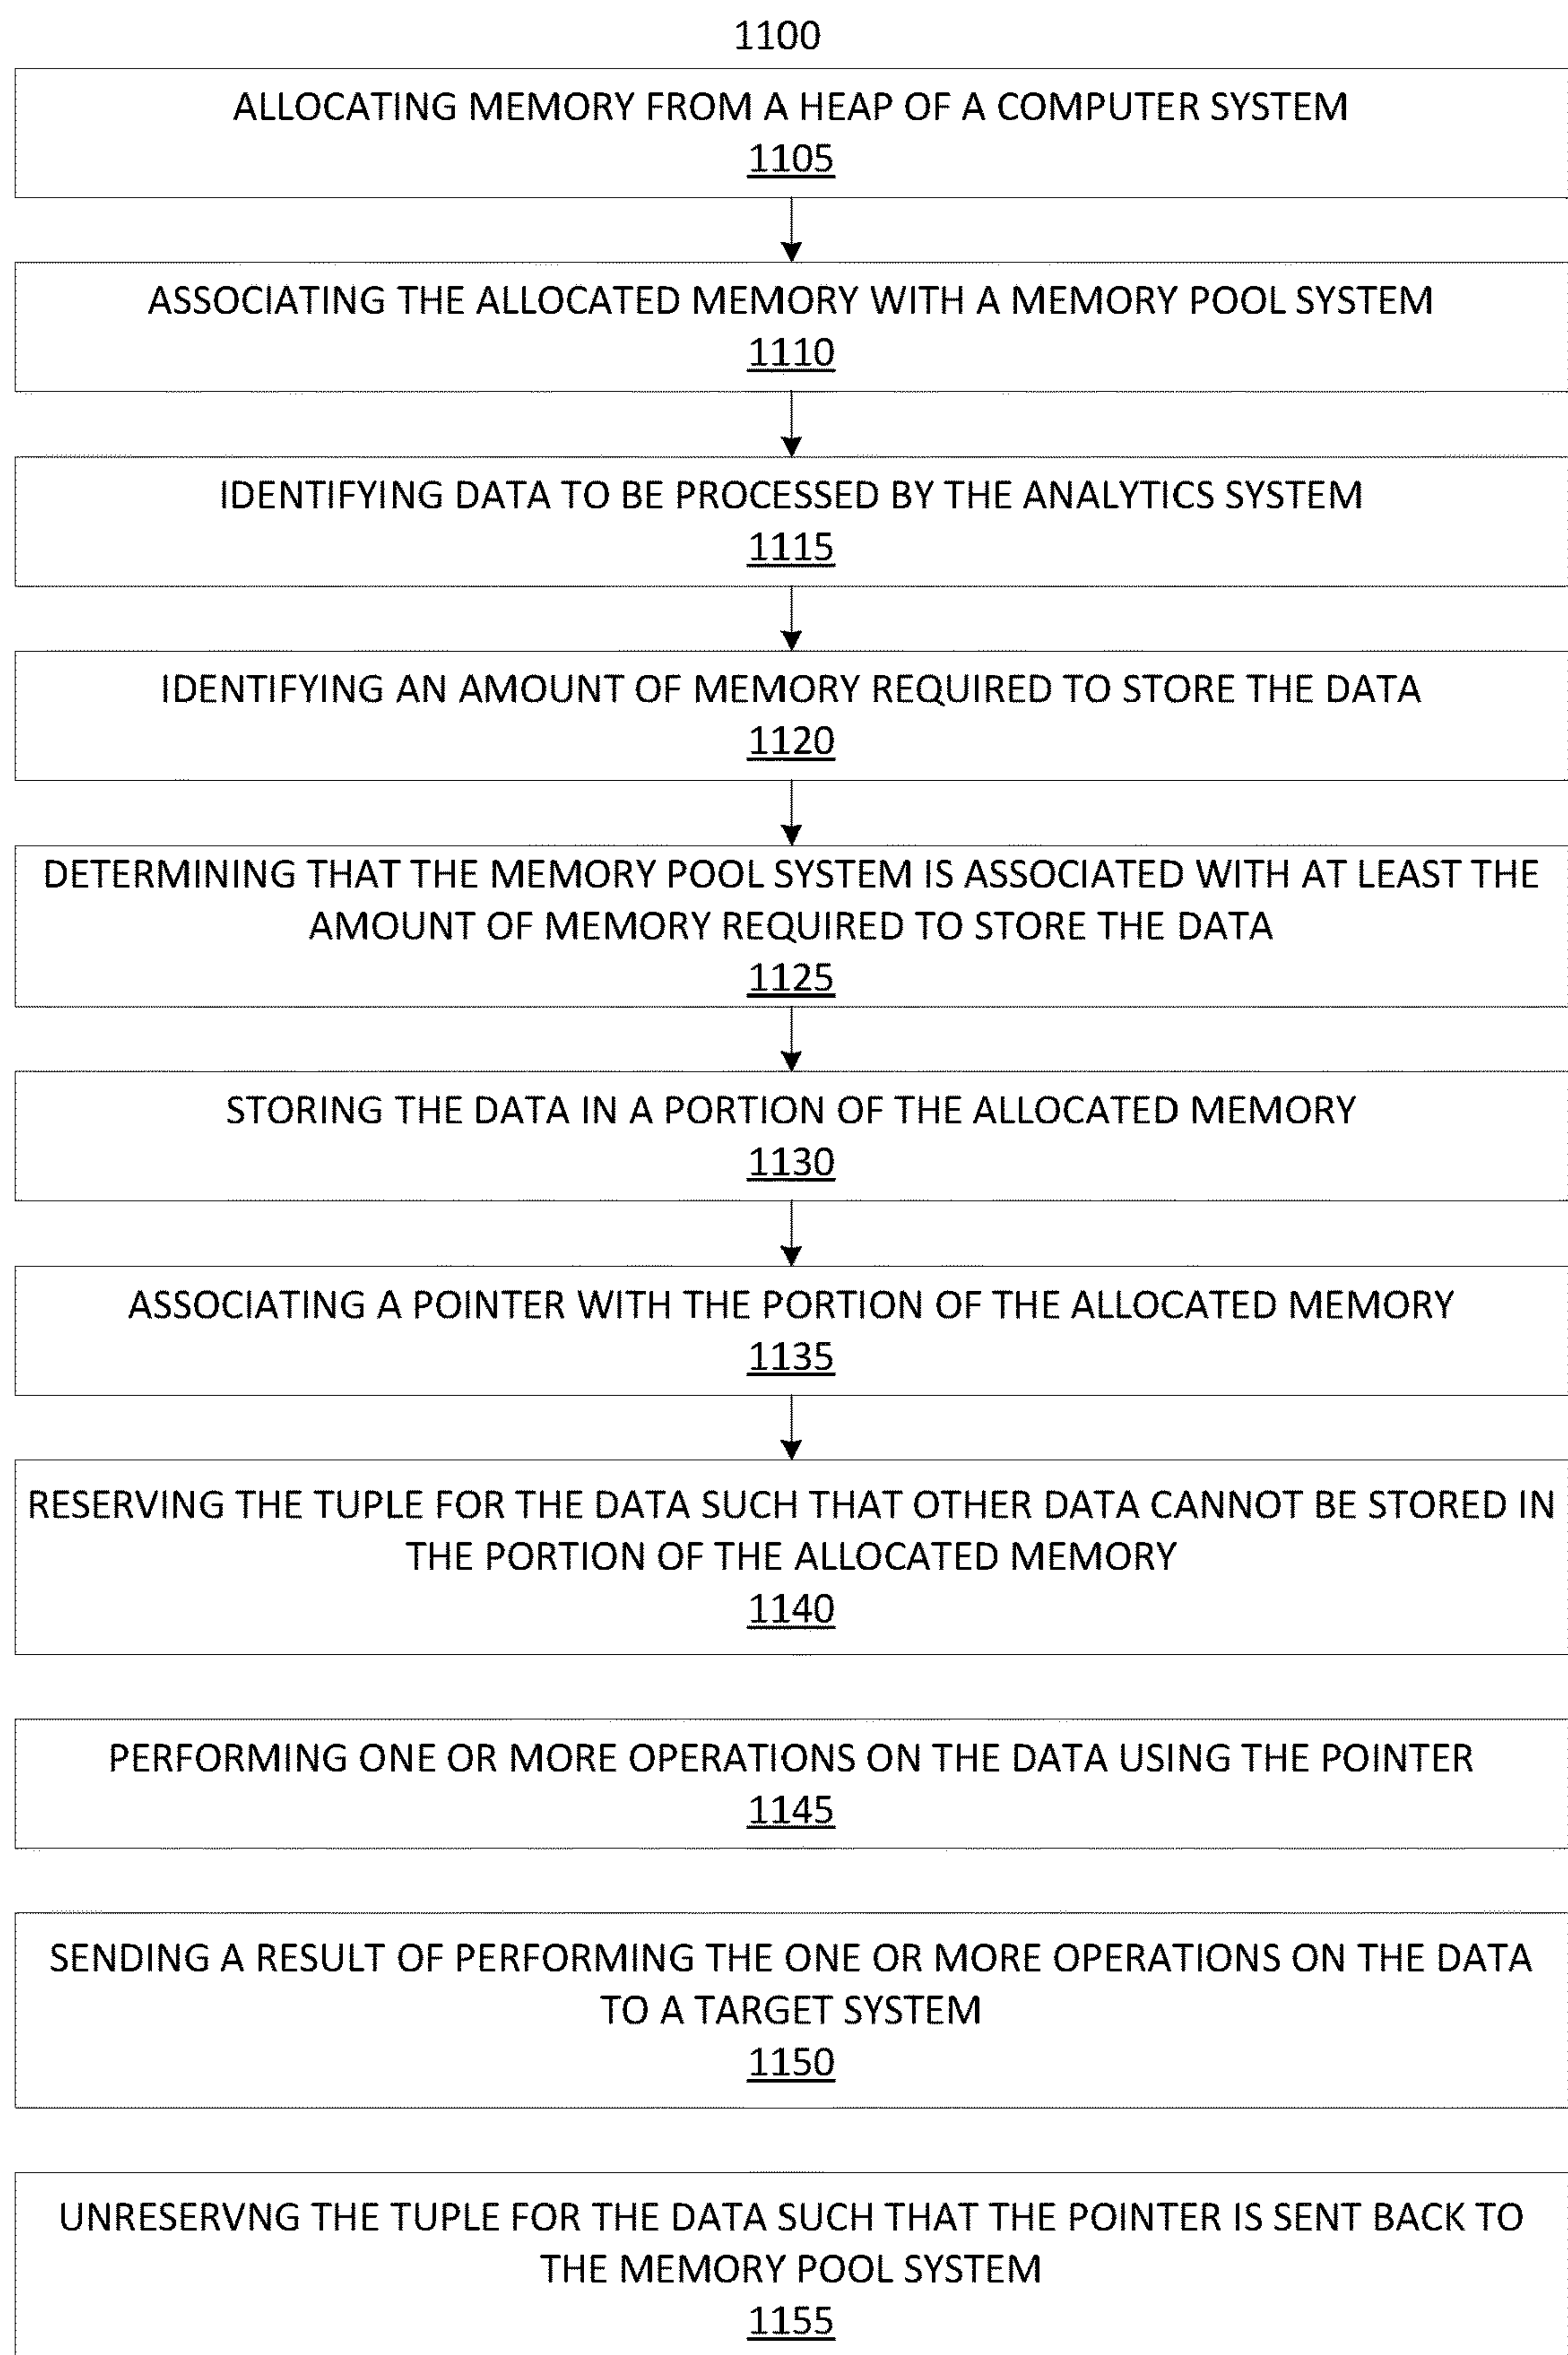 1100
ALLOCATING MEMORY FROM A HEAP OF A COMPUTER SYSTEM
1105
ASSOCIATING THE ALLOCATED MEMORY WITH A MEMORY POOL SYSTEM
1110
IDENTIFYING DATA TO BE PROCESSED BY THE ANALYTICS SYSTEM
1115
IDENTIFYING AN AMOUNT OF MEMORY REQUIRED TO STORE THE DATA
1120
DETERMINING THAT THE MEMORY POOL SYSTEM IS ASSOCIATED WITH AT LEAST THE
AMOUNT OF MEMORY REQUIRED TO STORE THE DATA
1125
STORING THE DATA IN A PORTION OF THE ALLOCATED MEMORY
1130
ASSOCIATING A POINTER WITH THE PORTION OF THE ALLOCATED MEMORY
1135
RESERVING THE TUPLE FOR THE DATA SUCH THAT OTHER DATA CANNOT BE STORED IN
THE PORTION OF THE ALLOCATED MEMORY
1140
PERFORMING ONE OR MORE OPERATIONS ON THE DATA USING THE POINTER
1145
SENDING A RESULT OF PERFORMING THE ONE OR MORE OPERATIONS ON THE DATA
TO A TARGET SYSTEM
1150
UNRESERVNG THE TUPLE FOR THE DATA SUCH THAT THE POINTER IS SENT BACK TO
THE MEMORY POOL SYSTEM
1155